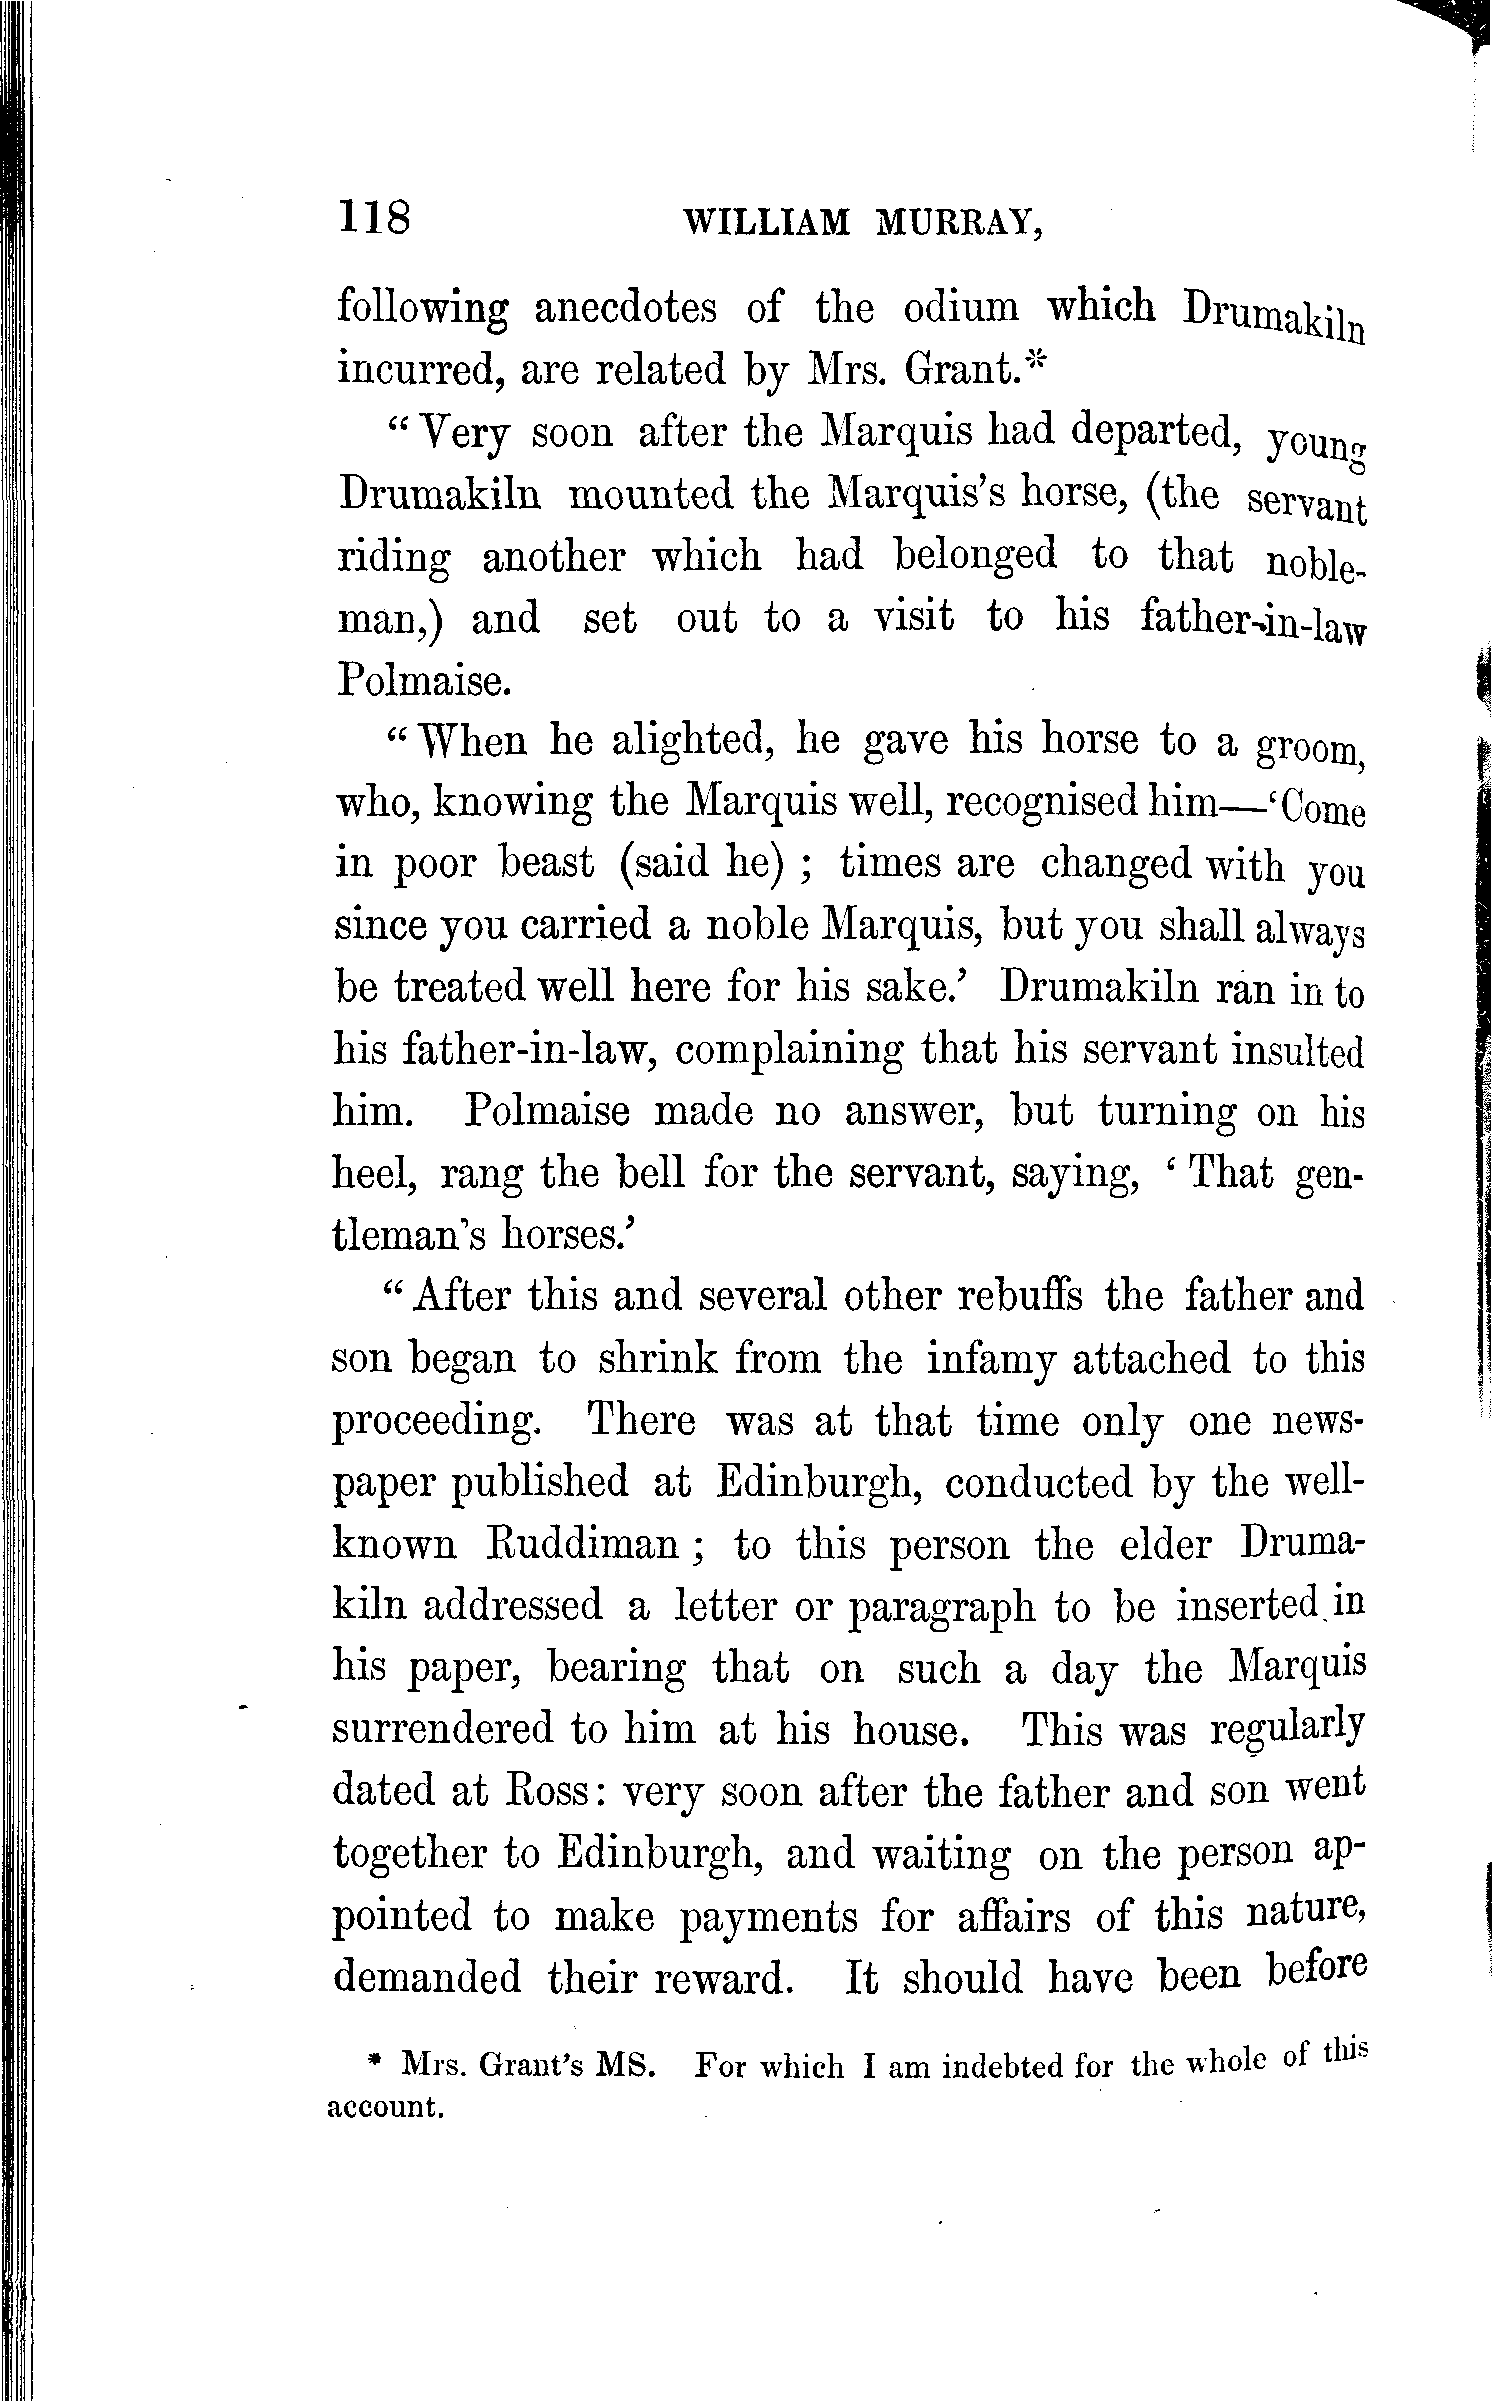 118 WILLIAM MURRAY,
following anecdotes of the odium which Drumakiln
incurred, are related by Mrs. Grant.*
“Very soon after the Marquis had departed, young
Drumakiln mounted the Marquis's horse, (the servant
riding another which had belonged to that noble-
man,) and set out to a visit to his father-in-law
Polmaise.
“When he alighted, he gave his horse to a groom,
who, knowing the Marquis well, recognised him—‘Come
in poor beast (said he) ; times are changed with you
since you carried a noble Marquis, but you shall always
be treated well here for his sake.’ Drumakiln ran in to
his father-in-law, complaining that his servant insulted
him. Polmaise made no answer, but turning on his
heel, rang the bell for the servant, saying, ‘ That gen-
tleman's horses.’
“After this and several other rebuffs the father and
son began to shrink from the infamy attached to this
proceeding. There was at that time only one news-
paper published at Edinburgh, conducted by the well-
known Ruddiman ; to this person the elder Druma-
kiln addressed a letter or paragraph to be inserted in
his paper, bearing that on such a day the Marquis
surrendered to him at his house. This was regularly
dated at Ross: very soon after the father and son went
together to Edinburgh, and waiting on the person ap-
pointed to make payments for affairs of this nature,
demanded their reward. It should have been before
* Mrs. Grant's MS. For which I am indebted for the whole of this
account.